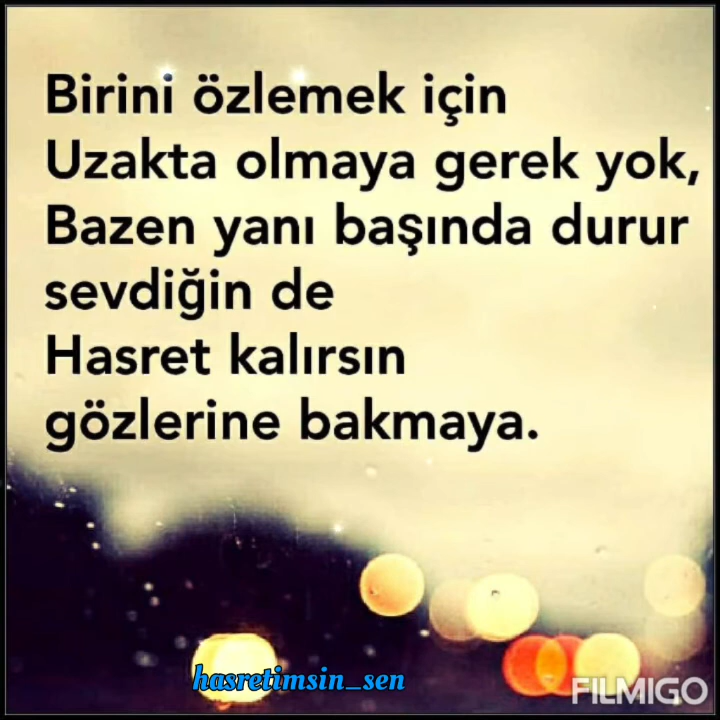 Birini özlemek için
Uzakta olmaya gerek yok,
Bazen yanı başında durur
sevdiğin de
Hasret kalırsın
gözlerine bakmaya.
hasretimsin_sen
FILMIGO